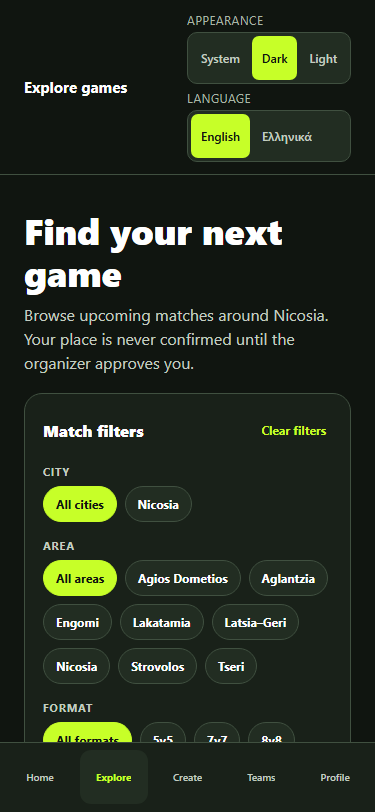 APPEARANCE
System Dark Light
Explore games
LANGUAGE
English Ελληνικά
Find your next
game
Browse upcoming matches around Nicosia.
Your place is never confirmed until the
organizer approves you.
Match filters Clear filters
CITY
All cities Nicosia
AREA
All areas Agios Dometios Aglantzia
Engomi Lakatamia Latsia–Geri
Nicosia Strovolos Tseri
FORMAT
All formats 5v5 7v7 8v8
Home Explore Create Teams Profile